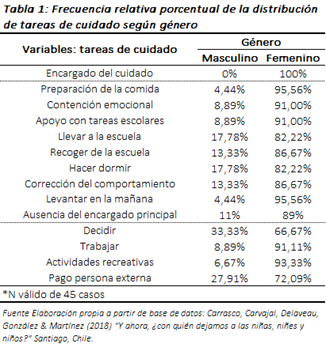 Tabla 1: Frecuencia relativa porcentual de la distribución
de tareas de cuidado según género
Variables: tareas de cuidado Género
Masculino Femenino
Encargado del cuidado 0% 100%
Preparación de la comida 4,44% 95,56%
Contención emocional 8,89% 91,00%
Apoyo con tareas escolares 8,89% 91,00%
Llevar a la escuela 17,78% 82,22%
Recoger de la escuela 13,33% 86,67%
Hacer dormir 17,78% 82,22%
Corrección del comportamiento 13,33% 86,67%
Levantar en la mañana 4,44% 95,56%
Ausencia del encargado principal 11% 89%
Decidir 33,33% 66,67%
Trabajar 8,89% 91,11%
Actividades recreativas 6,67% 93,33%
Pago persona externa 27,91% 72,09%
*N válido de 45 casos
Fuente Elaboración propia a partir de base de datos: Carrasco, Carvajal, Delaveau,
González & Martínez (2018) "Y ahora, ¿con quién dejamos a las niñas, niñes y
niños?" Santiago, Chile.